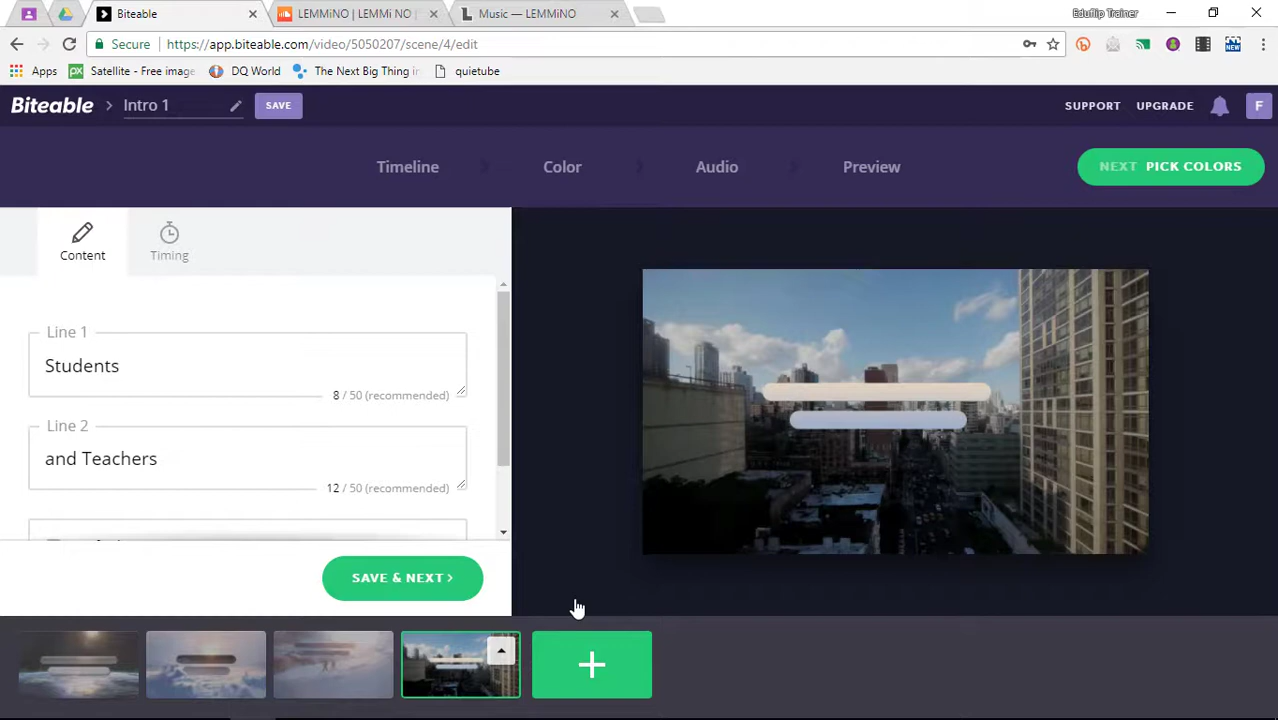 Biteable
LEMMiNO | LEMMi NO |
Music — LEMMiNO
Eduflip Trainer
Secure
https://app.biteable.com/video/5050207/scene/4/edit
Apps
Satellite - Free image
DQ World
The Next Big Thing in
quietube
NEW
Biteable
Intro 1
SAVE
SUPPORT
UPGRADE
F
Timeline
Color
Audio
Preview
NEXT PICK COLORS
Content
Timing
Line 1
Students
8 / 50 (recommended)
Line 2
and Teachers
12 / 50 (recommended)
SAVE & NEXT